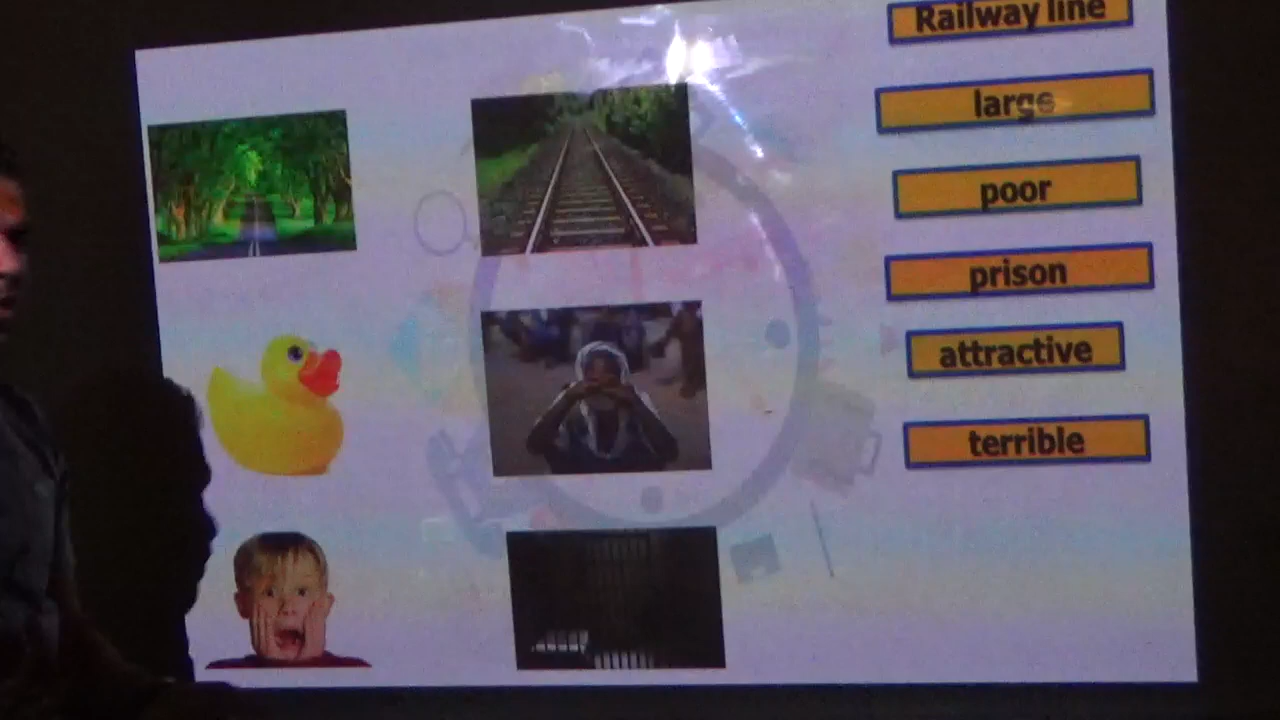 Railway line
large
poor
prison
attractive
terrible